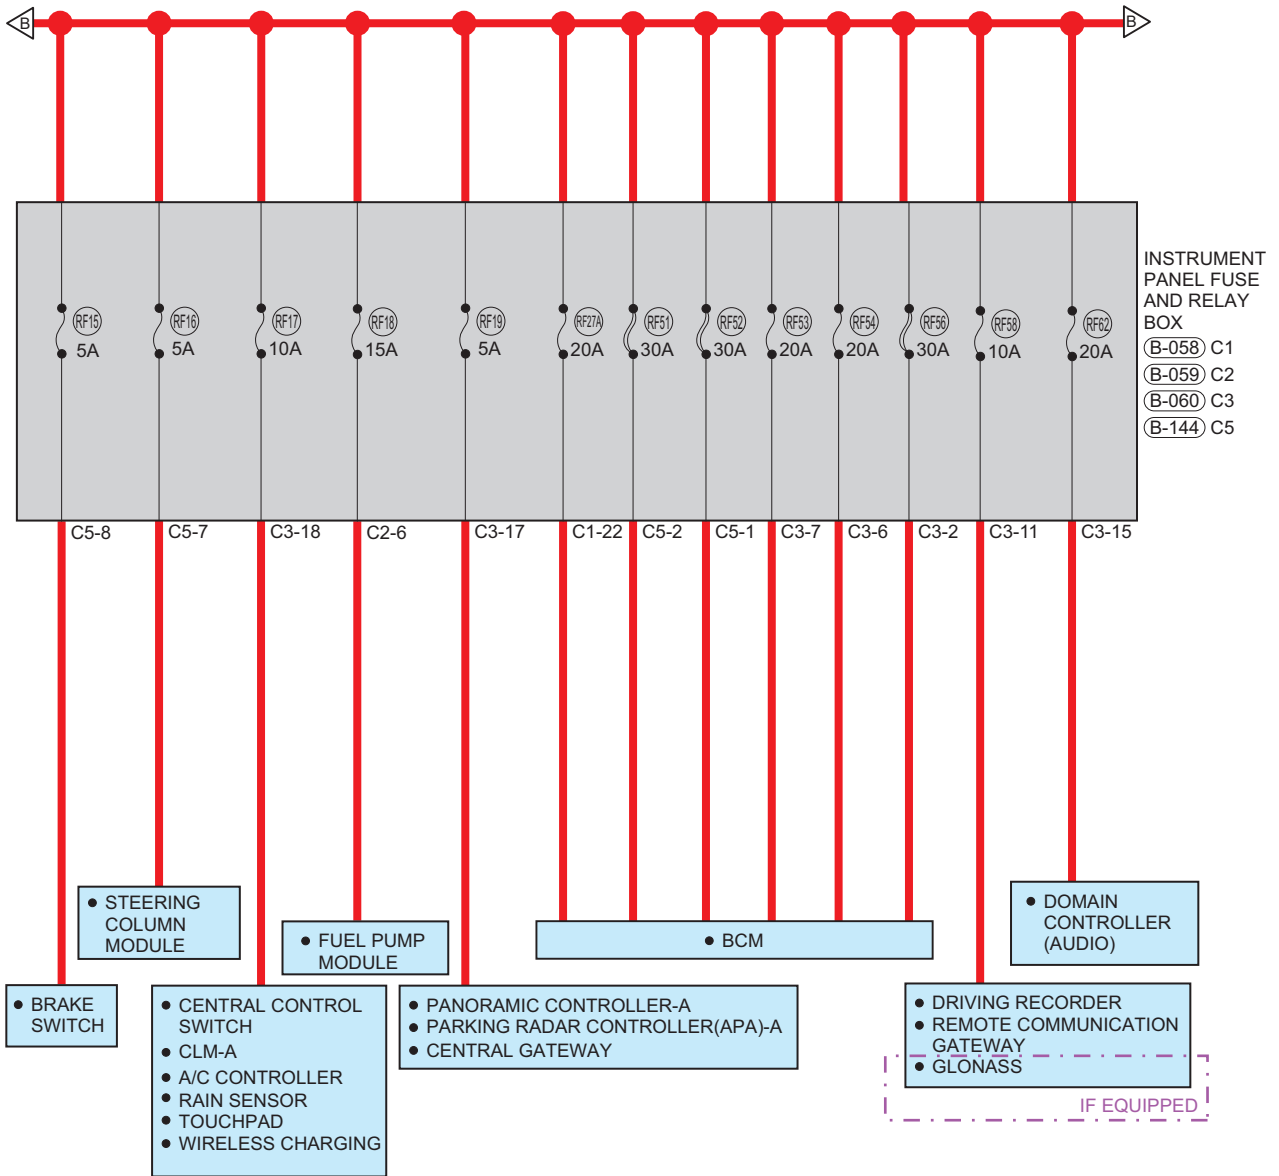 B
B
RF15
5A
RF16
5A
RF17
10A
RF18
15A
RF19
5A
RF27A
20A
RF51
30A
RF52
30A
RF53
20A
RF54
20A
RF56
30A
RF58
10A
RF62
20A
INSTRUMENT
PANEL FUSE
AND RELAY
BOX
B-058 C1
B-059 C2
B-060 C3
B-144 C5
C5-8
C5-7
C3-18
C2-6
C3-17
C1-22
C5-2
C5-1
C3-7
C3-6
C3-2
C3-11
C3-15
• STEERING
COLUMN
MODULE
• FUEL PUMP
MODULE
• BCM
• DOMAIN
CONTROLLER
(AUDIO)
• BRAKE
SWITCH
• CENTRAL CONTROL
SWITCH
• CLM-A
• A/C CONTROLLER
• RAIN SENSOR
• TOUCHPAD
• WIRELESS CHARGING
• PANORAMIC CONTROLLER-A
• PARKING RADAR CONTROLLER(APA)-A
• CENTRAL GATEWAY
• DRIVING RECORDER
• REMOTE COMMUNICATION
GATEWAY
• GLONASS
IF EQUIPPED